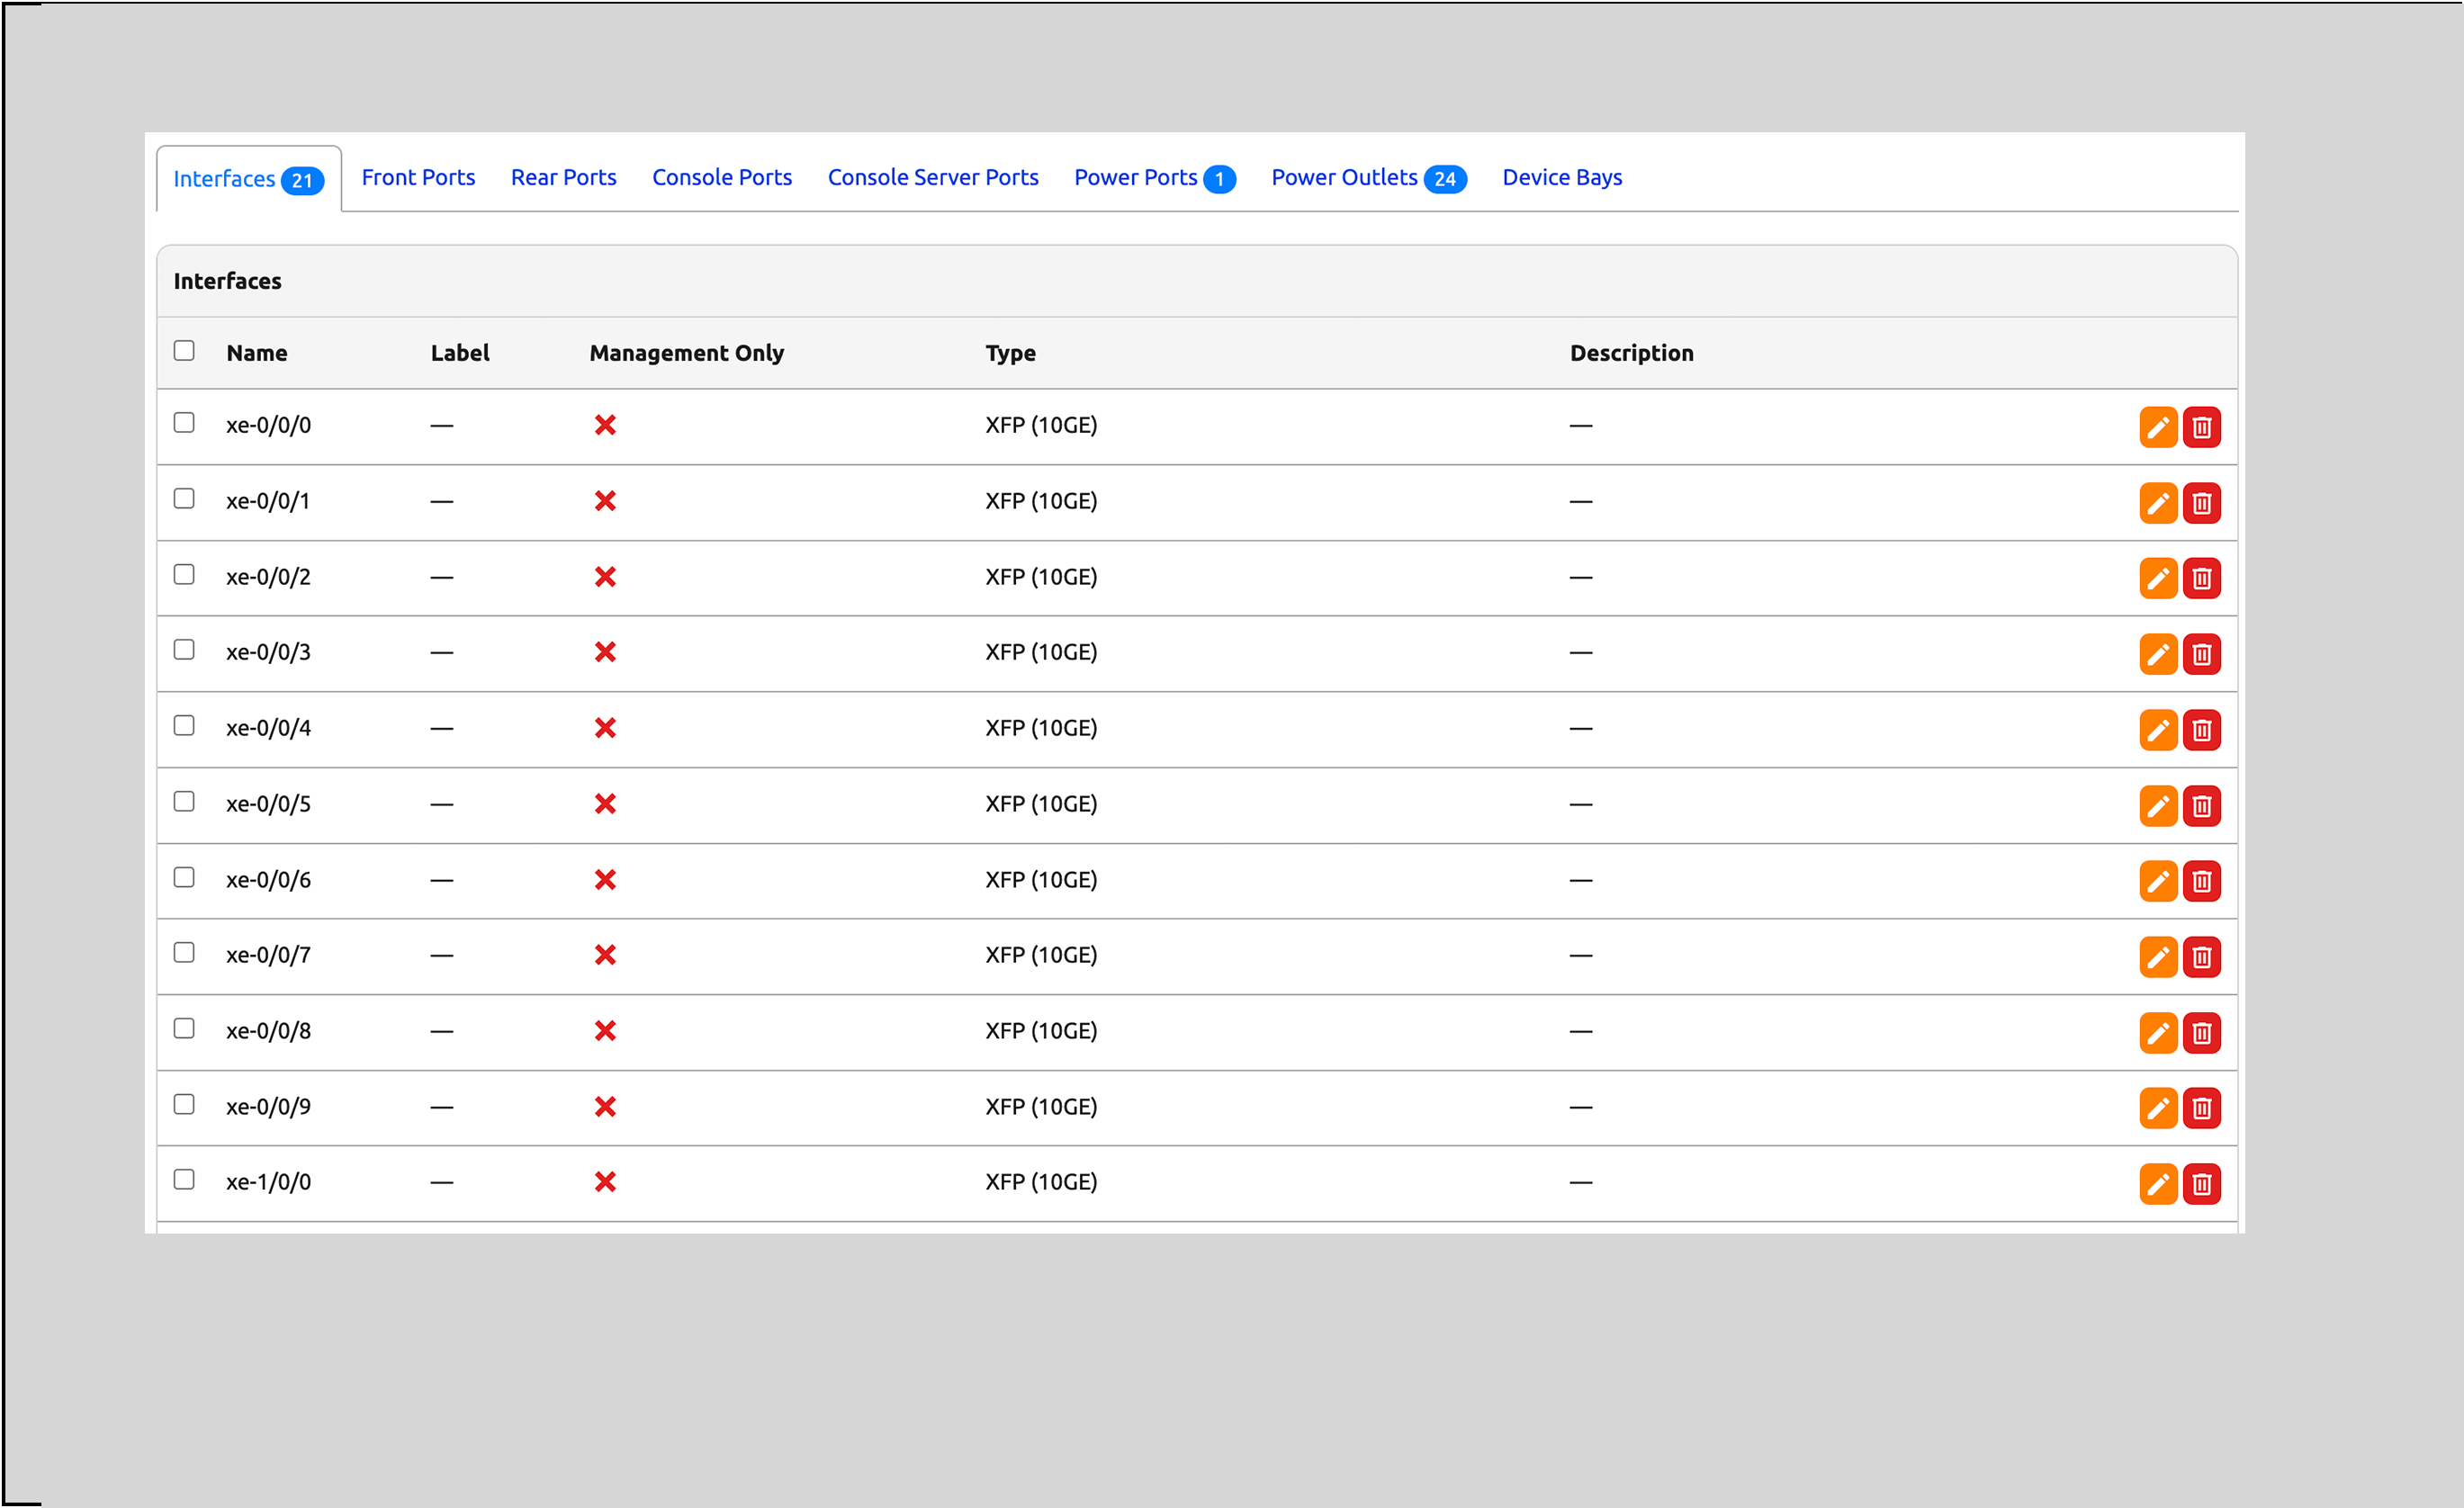 Interfaces 21 Front Ports Rear Ports Console Ports Console Server Ports Power Ports 1 Power Outlets 24 Device Bays
Interfaces
Name Label Management Only Type Description
xe-0/0/0 — XFP (10GE) —
xe-0/0/1 — XFP (10GE) —
xe-0/0/2 — XFP (10GE) —
xe-0/0/3 — XFP (10GE) —
xe-0/0/4 — XFP (10GE) —
xe-0/0/5 — XFP (10GE) —
xe-0/0/6 — XFP (10GE) —
xe-0/0/7 — XFP (10GE) —
xe-0/0/8 — XFP (10GE) —
xe-0/0/9 — XFP (10GE) —
xe-1/0/0 — XFP (10GE) —